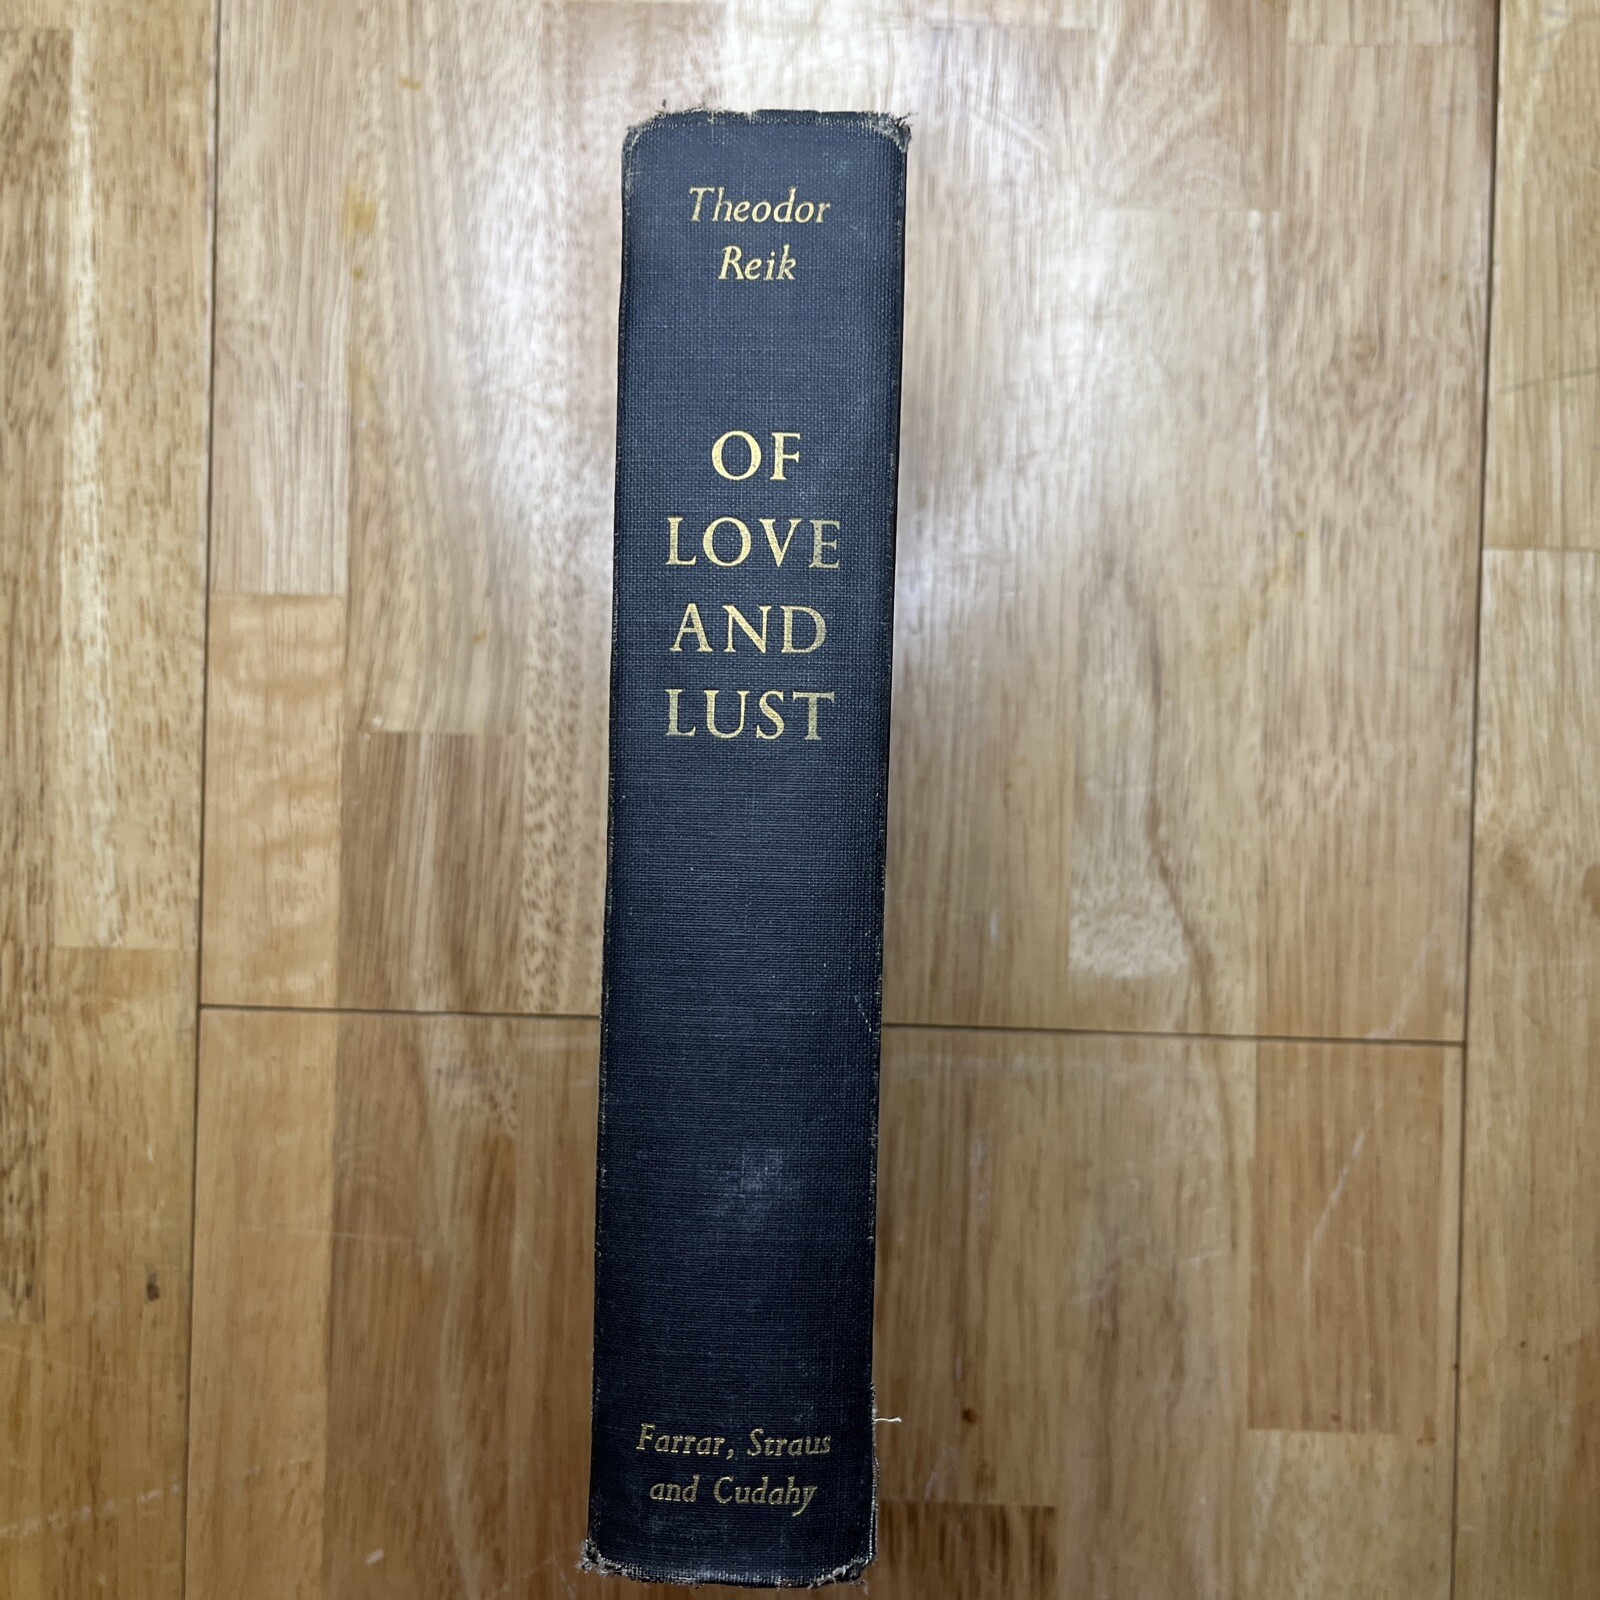 Theodor
Reik
OF
LOVE
AND
LUST
Farrar, Straus
and Cudahy